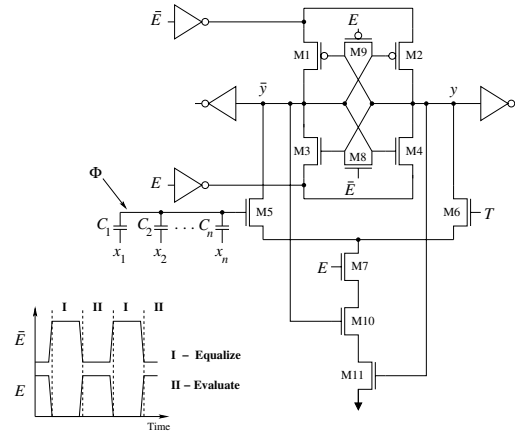 Ē E
M1 M9 M2
ȳ y
M3 M8 M4
E Ē
Φ
M5 M6 T
C₁ C₂ . . . Cₙ
x₁ x₂ xₙ
E M7
M10
M11
I II I II
Ē
I – Equalize
E II – Evaluate
Time